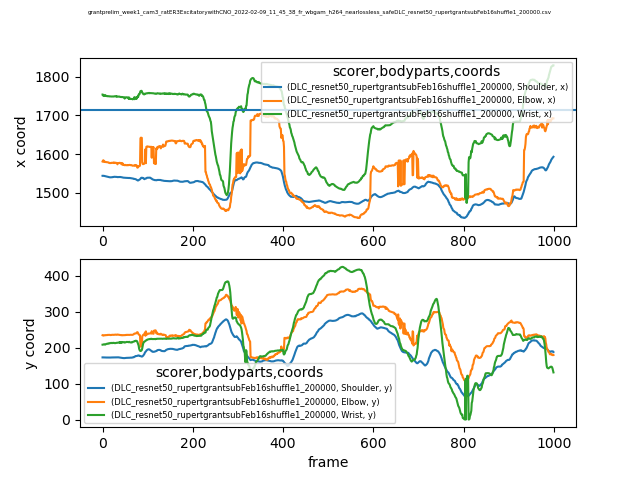 grantprelim_week1_cam3_ratER3ExcitatorywithCNO_2022-02-09_11_45_38_fr_wbgam_h264_nearlossless_safeDLC_resnet50_rupertgrantsubFeb16shuffle1_200000.csv
scorer,bodyparts,coords
(DLC_resnet50_rupertgrantsubFeb16shuffle1_200000, Shoulder, x)
(DLC_resnet50_rupertgrantsubFeb16shuffle1_200000, Elbow, x)
(DLC_resnet50_rupertgrantsubFeb16shuffle1_200000, Wrist, x)
x coord
1800
1700
1600
1500
0 200 400 600 800 1000
y coord
400
300
200
100
0
scorer,bodyparts,coords
(DLC_resnet50_rupertgrantsubFeb16shuffle1_200000, Shoulder, y)
(DLC_resnet50_rupertgrantsubFeb16shuffle1_200000, Elbow, y)
(DLC_resnet50_rupertgrantsubFeb16shuffle1_200000, Wrist, y)
0 200 400 600 800 1000
frame